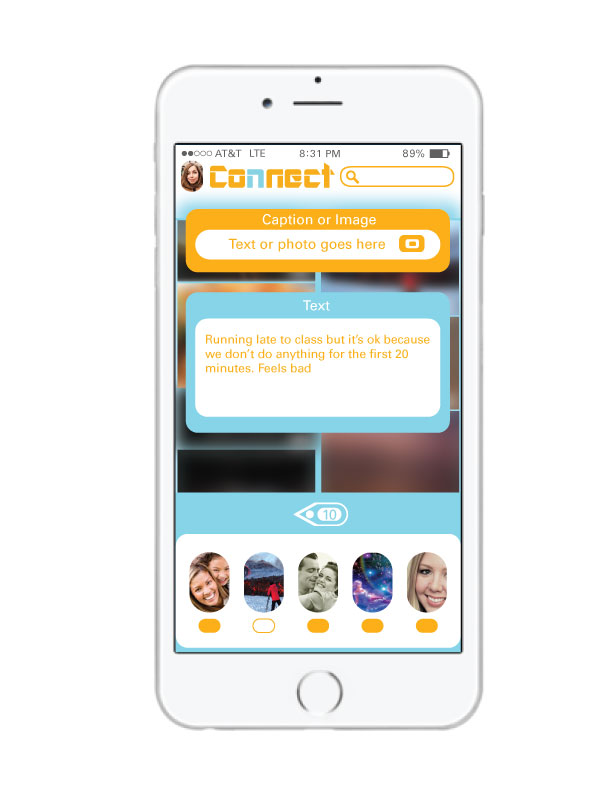 AT&T LTE 8:31 PM 89%
Connect
Caption or Image
Text or photo goes here
Text
Running late to class but it's ok because
we don't do anything for the first 20
minutes. Feels bad
10